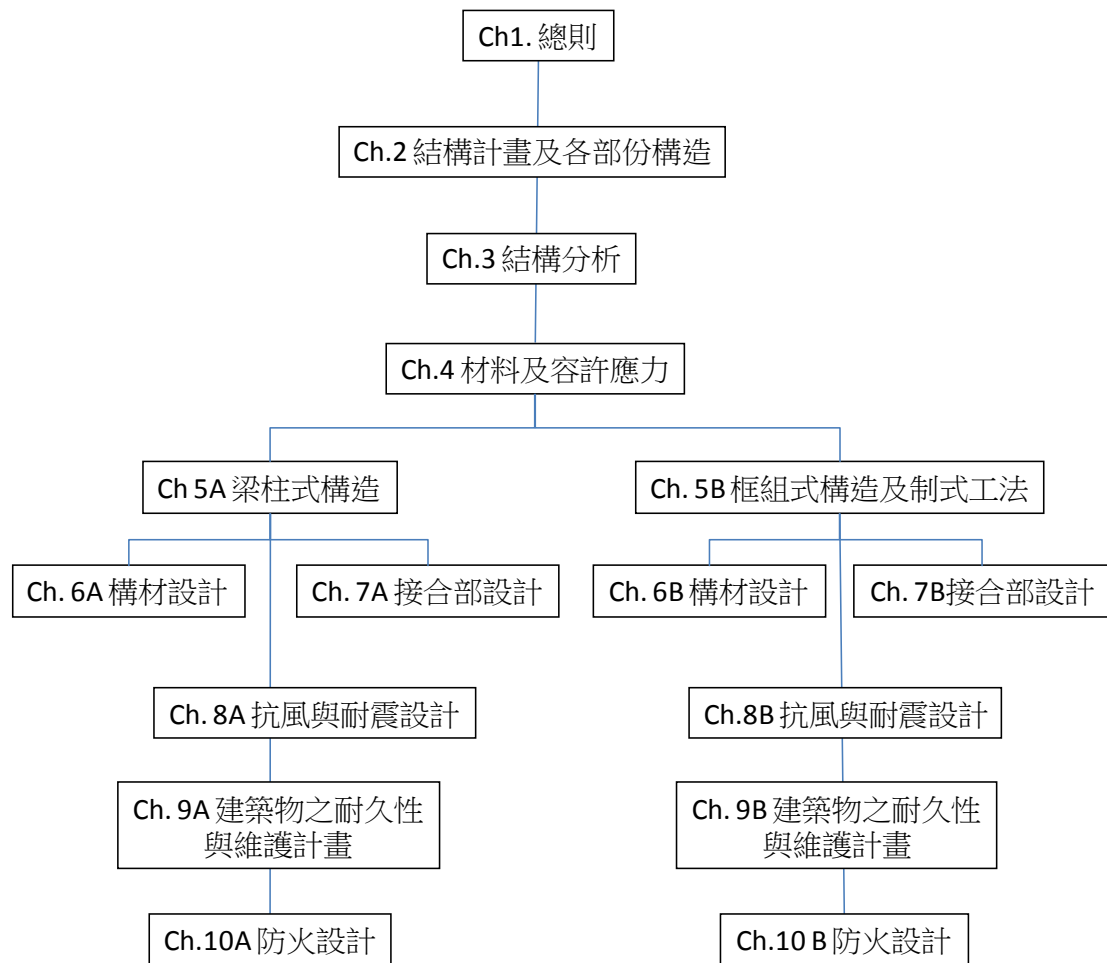 Ch1. 總則
Ch.2 結構計畫及各部份構造
Ch.3 結構分析
Ch.4 材料及容許應力
Ch 5A 梁柱式構造
Ch. 5B 框組式構造及制式工法
Ch. 6A 構材設計
Ch. 7A 接合部設計
Ch. 6B 構材設計
Ch. 7B接合部設計
Ch. 8A 抗風與耐震設計
Ch.8B 抗風與耐震設計
Ch. 9A 建築物之耐久性
與維護計畫
Ch. 9B 建築物之耐久性
與維護計畫
Ch.10A 防火設計
Ch.10 B 防火設計